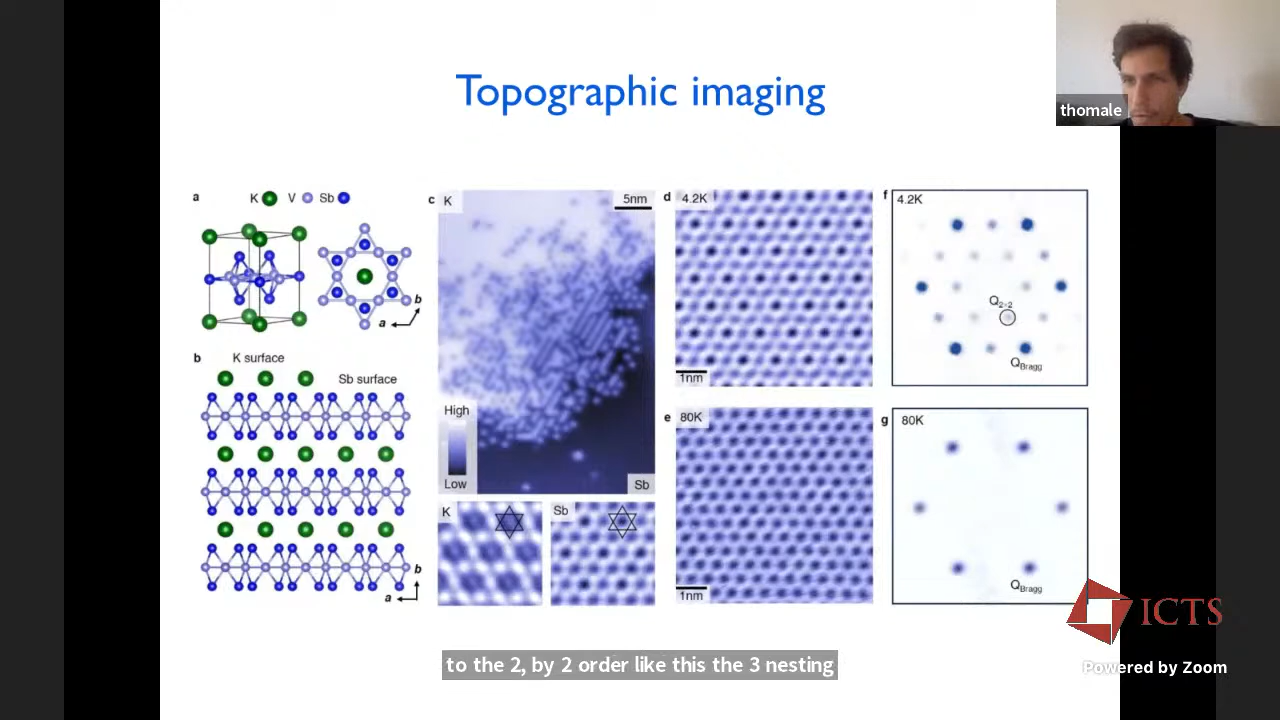 Topographic imaging
thomale
a
K
V
Sb
b
a
b
K surface
Sb surface
b
a
c
K
5nm
High
Low
Sb
K
Sb
d
4.2K
1nm
e
80K
1nm
f
4.2K
Q2×2
QBragg
g
80K
QBragg
ICTS
Powered by Zoom
to the 2, by 2 order like this the 3 nesting